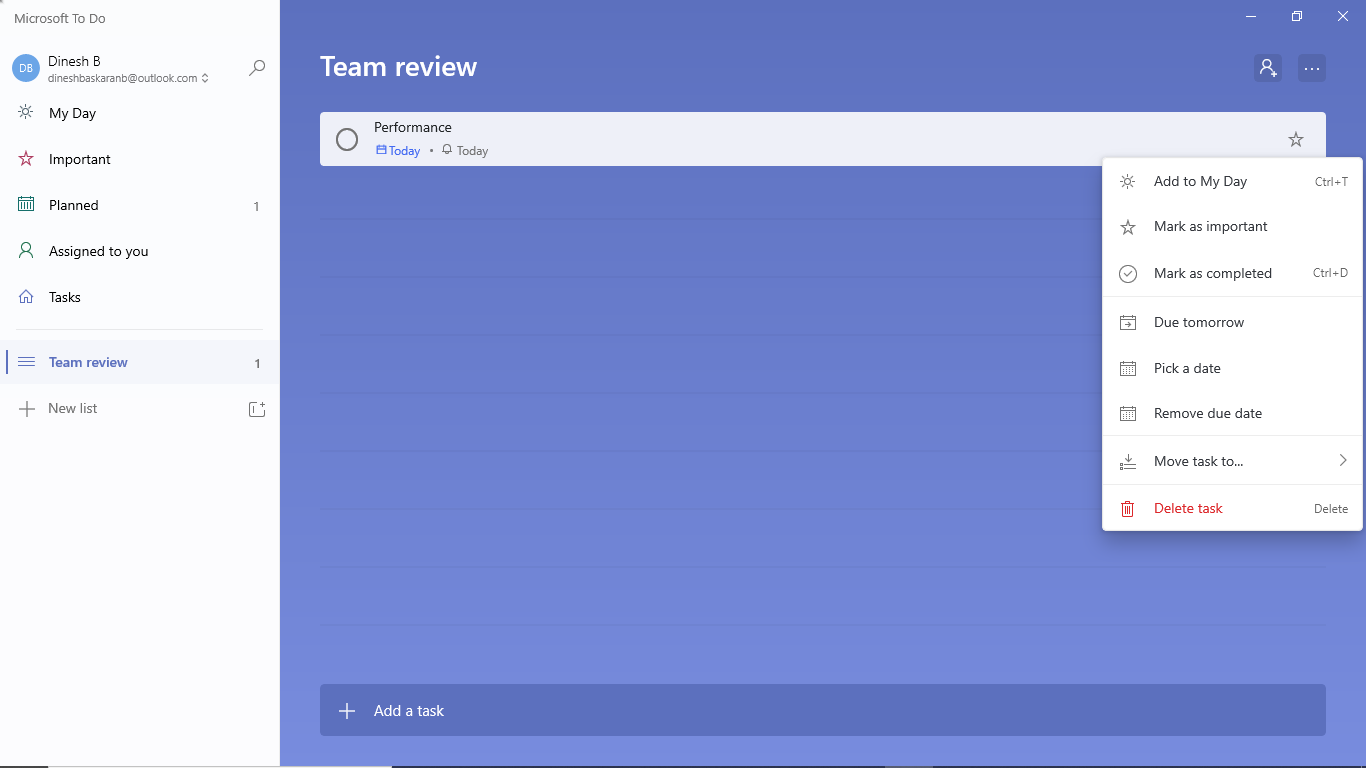 Microsoft To Do
DB
Dinesh B
dineshbaskaranb@outlook.com
My Day
Important
Planned 1
Assigned to you
Tasks
Team review 1
New list
Team review
Performance
Today • Today
Add to My Day Ctrl+T
Mark as important
Mark as completed Ctrl+D
Due tomorrow
Pick a date
Remove due date
Move task to...
Delete task Delete
Add a task